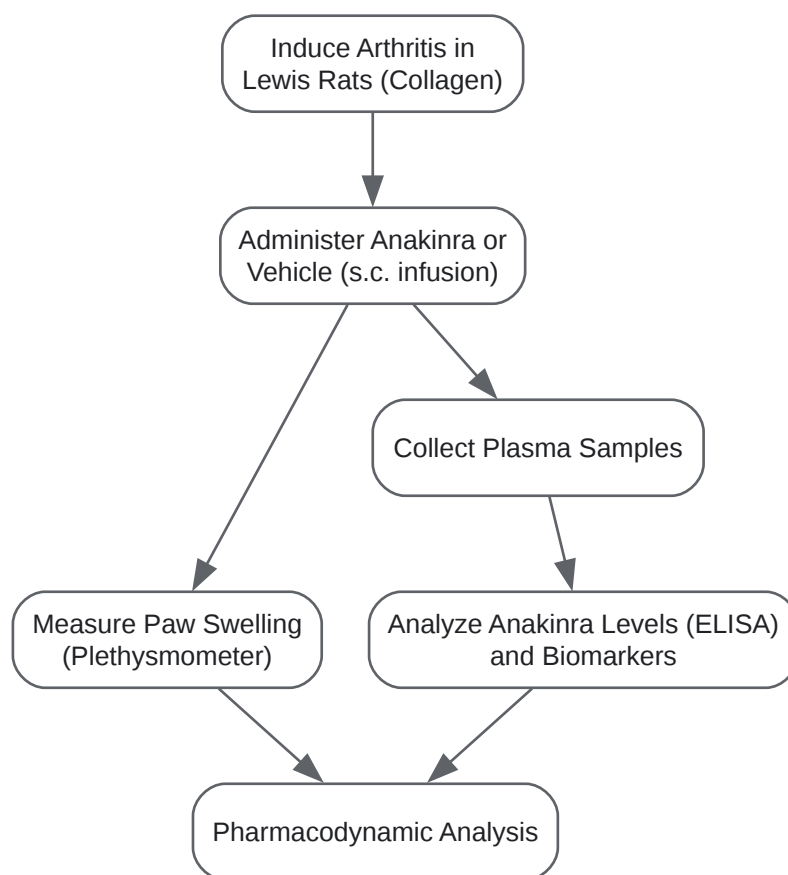 Induce Arthritis in
Lewis Rats (Collagen)
Administer Anakinra or
Vehicle (s.c. infusion)
Collect Plasma Samples
Measure Paw Swelling
(Plethysmometer)
Analyze Anakinra Levels (ELISA)
and Biomarkers
Pharmacodynamic Analysis